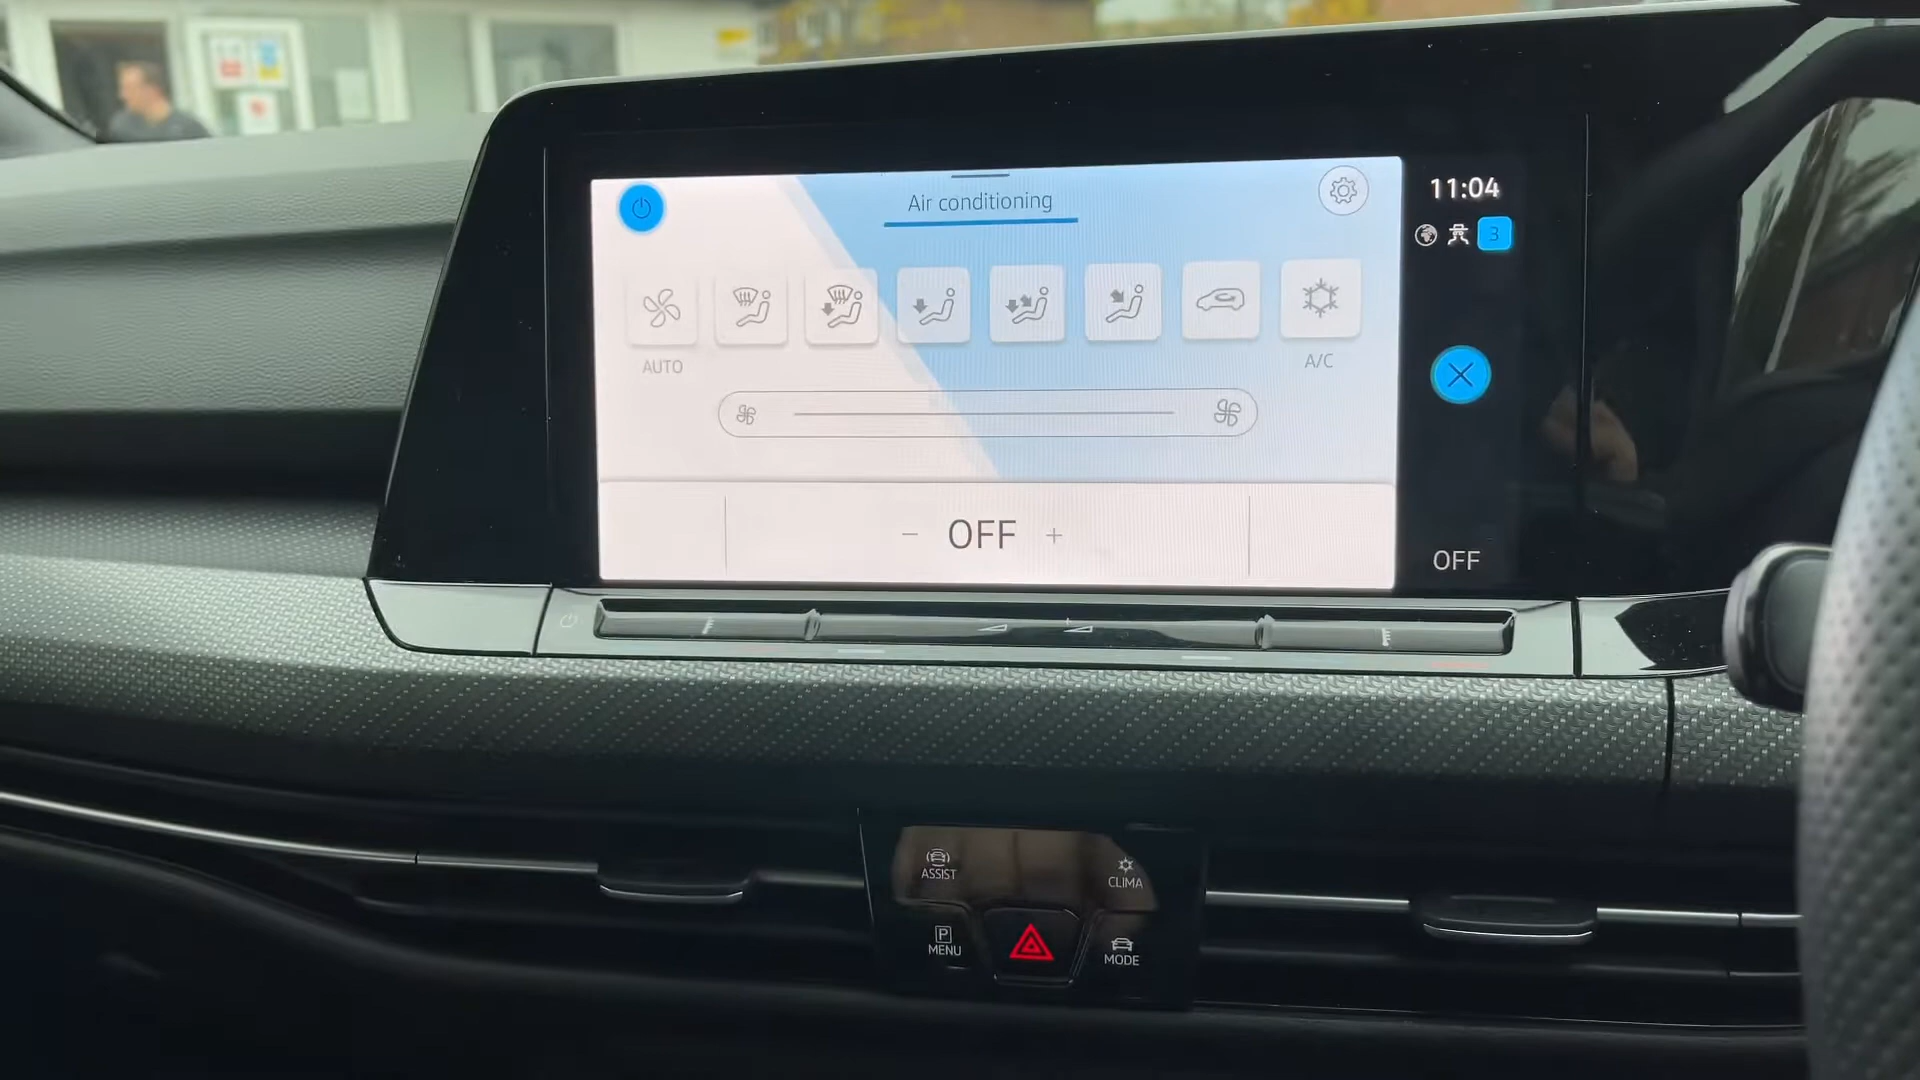 Air conditioning
11:04
3
AUTO
A/C
OFF
OFF
ASSIST
CLIMA
P
MENU
MODE